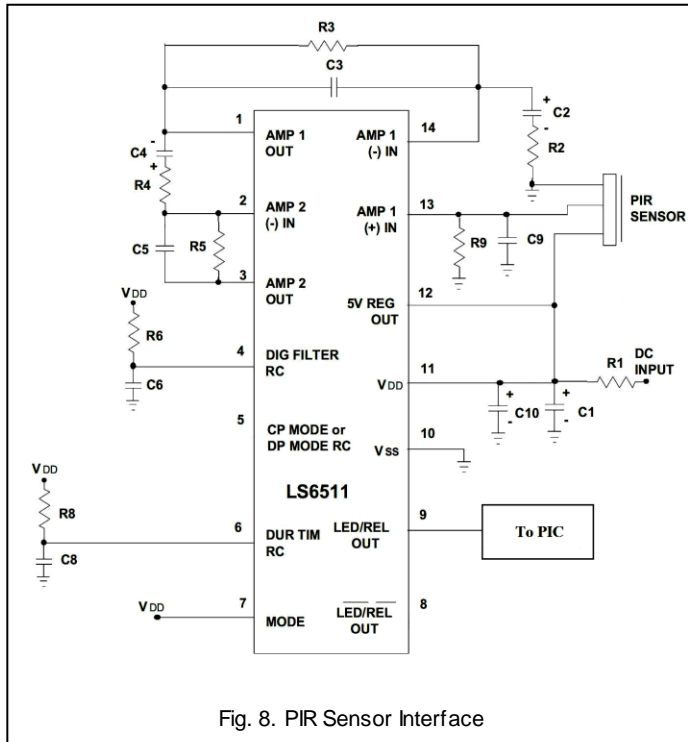 R3
C3
1
14
AMP 1
OUT
AMP 1
(-) IN
+
C2
-
R2
C4
-
+
R4
2
13
AMP 2
(-) IN
AMP 1
(+) IN
PIR
SENSOR
C5
R5
R9
C9
3
12
AMP 2
OUT
5V REG
OUT
VDD
R6
4
DIG FILTER
RC
C6
11
VDD
R1
DC
INPUT
+
C10
-
+
C1
-
5
CP MODE or
DP MODE RC
10
VSS
LS6511
VDD
R8
6
DUR TIM
RC
9
LED/REL
OUT
To PIC
C8
7
VDD
MODE
8
LED/REL
OUT
Fig. 8. PIR Sensor Interface